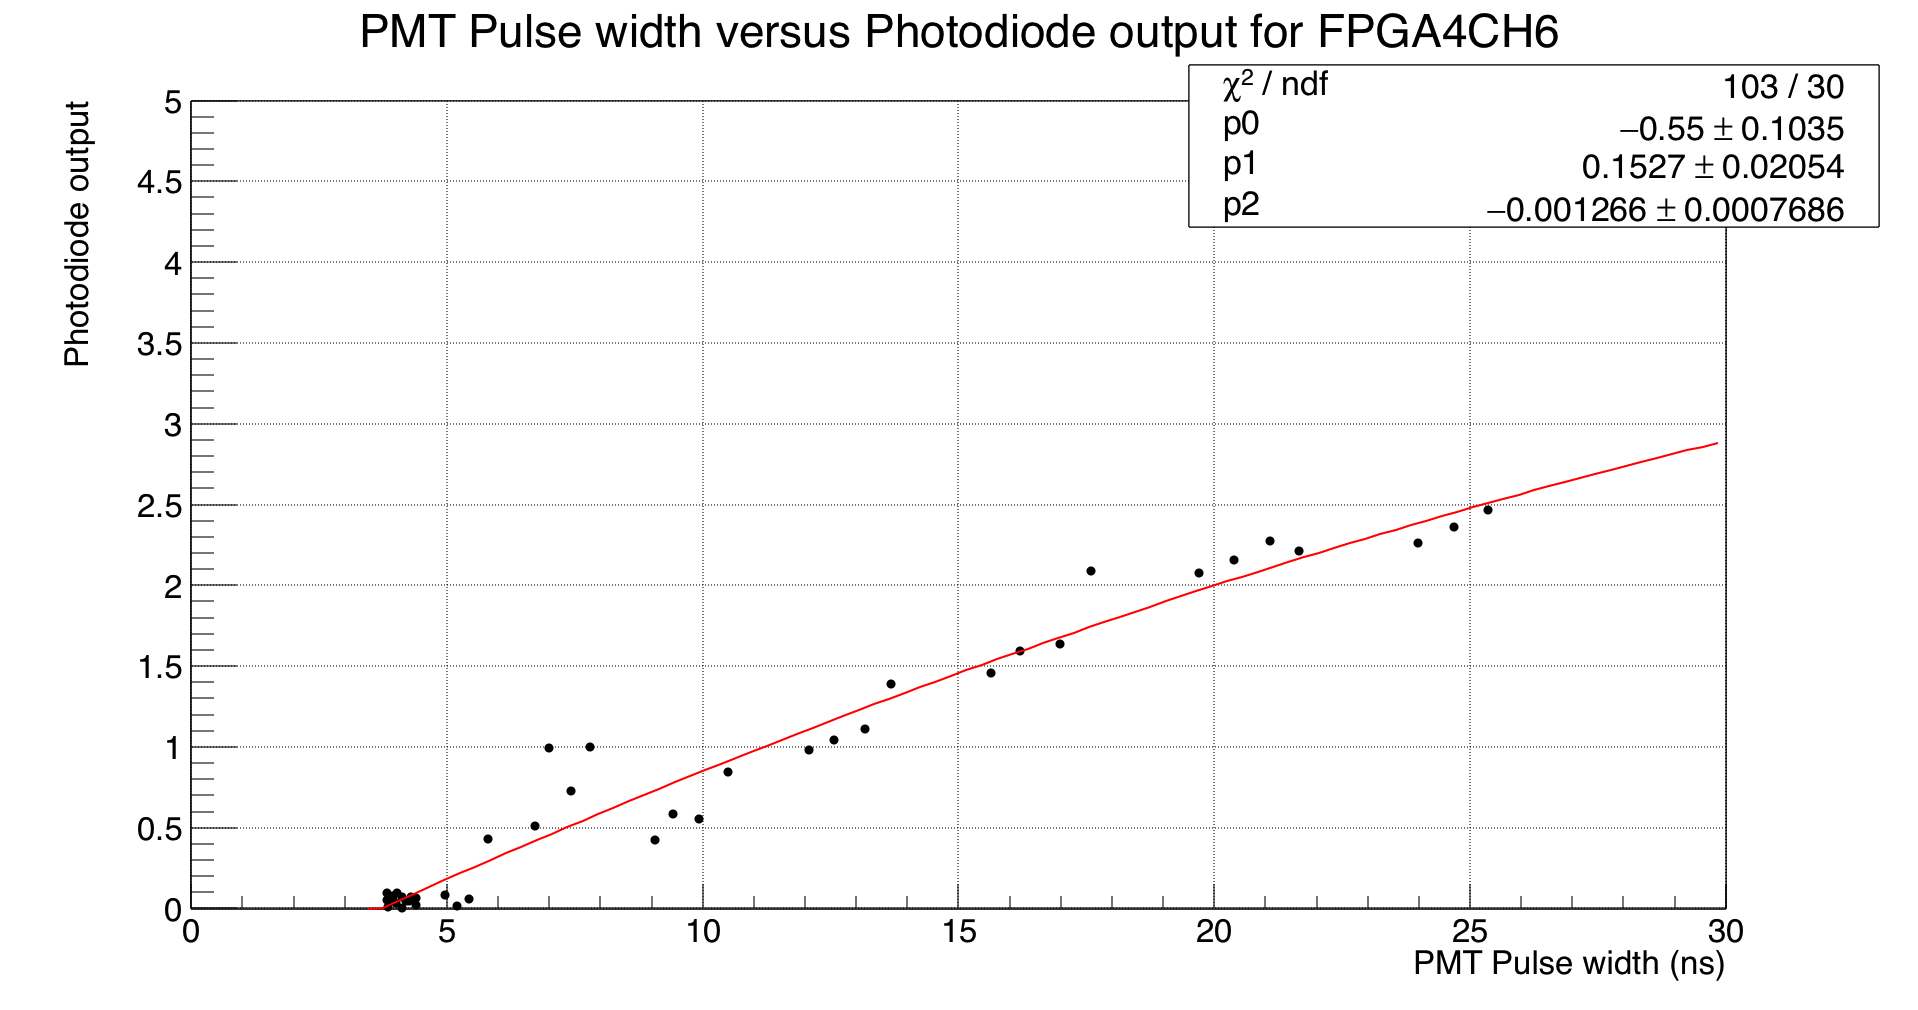 PMT Pulse width versus Photodiode output for FPGA4CH6
χ² / ndf 103 / 30
p0 −0.55 ± 0.1035
p1 0.1527 ± 0.02054
p2 −0.001266 ± 0.0007686
Photodiode output
5
4.5
4
3.5
3
2.5
2
1.5
1
0.5
0
0 5 10 15 20 25 30
PMT Pulse width (ns)